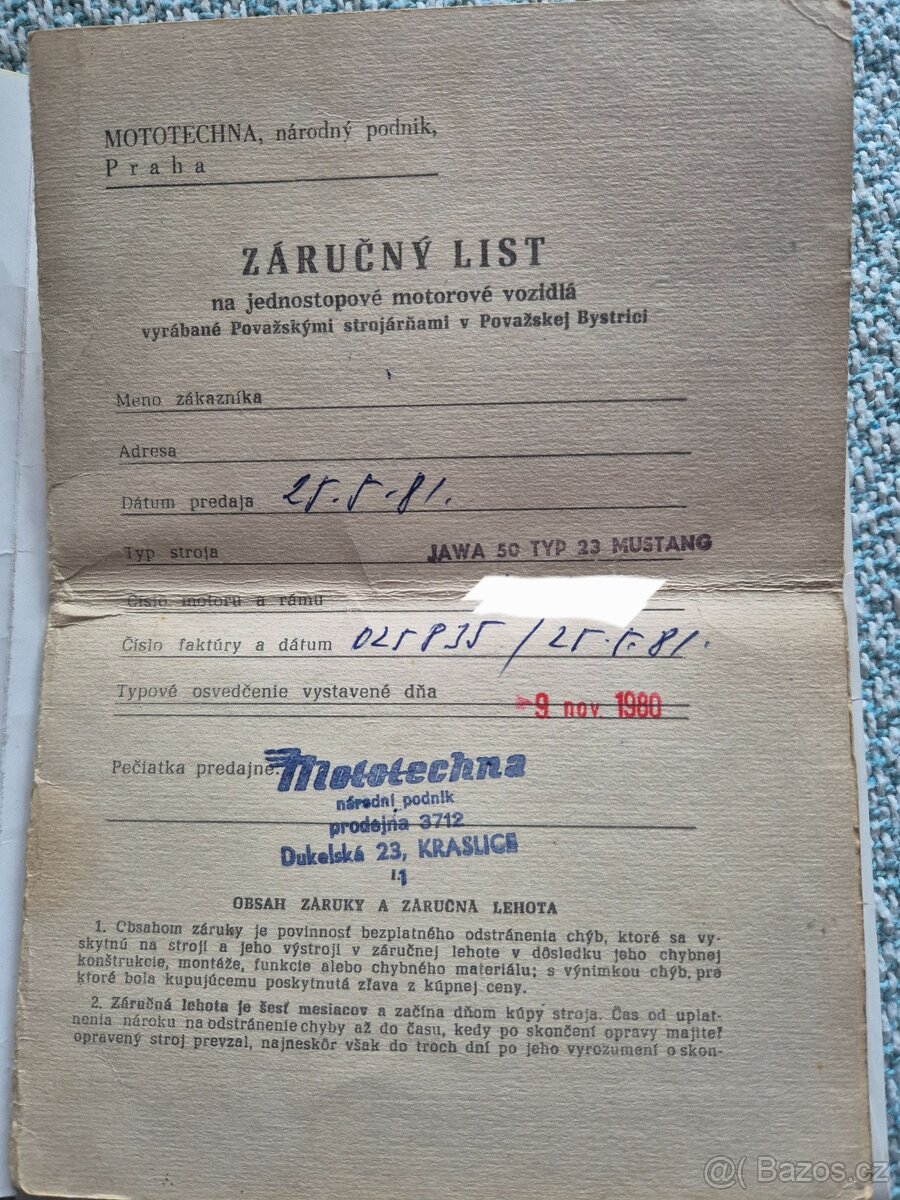 MOTOTECHNA, národný podnik,
Praha
ZÁRUČNÝ LIST
na jednostopové motorové vozidlá
vyrábané Považskými strojárňami v Považskej Bystrici
Meno zákazníka
Adresa
Dátum predaja 25.5.81.
Typ stroja JAWA 50 TYP 23 MUSTANG
Číslo motoru a rámu
Číslo faktúry a dátum 025835 / 25.5.81.
Typové osvedčenie vystavené dňa 9 nov. 1980
Pečiatka predajne: Mototechna
národní podnik
prodejna 3712
Dukelská 23, KRASLICE
1.1
OBSAH ZÁRUKY A ZÁRUČNÁ LEHOTA
1. Obsahom záruky je povinnosť bezplatného odstránenia chýb, ktoré sa vy-
skytnú na stroji a jeho výstroji v záručnej lehote v dôsledku jeho chybnej
konštrukcie, montáže, funkcie alebo chybného materiálu; s výnimkou chýb, pre
ktoré bola kupujúcemu poskytnutá zľava z kúpnej ceny.
2. Záručná lehota je šesť mesiacov a začína dňom kúpy stroja. Čas od uplat-
nenia nároku na odstránenie chyby až do času, kedy po skončení opravy majiteľ
opravený stroj prevzal, najneskôr však do troch dní po jeho vyrozumení o skon-
@ Bazos.cz